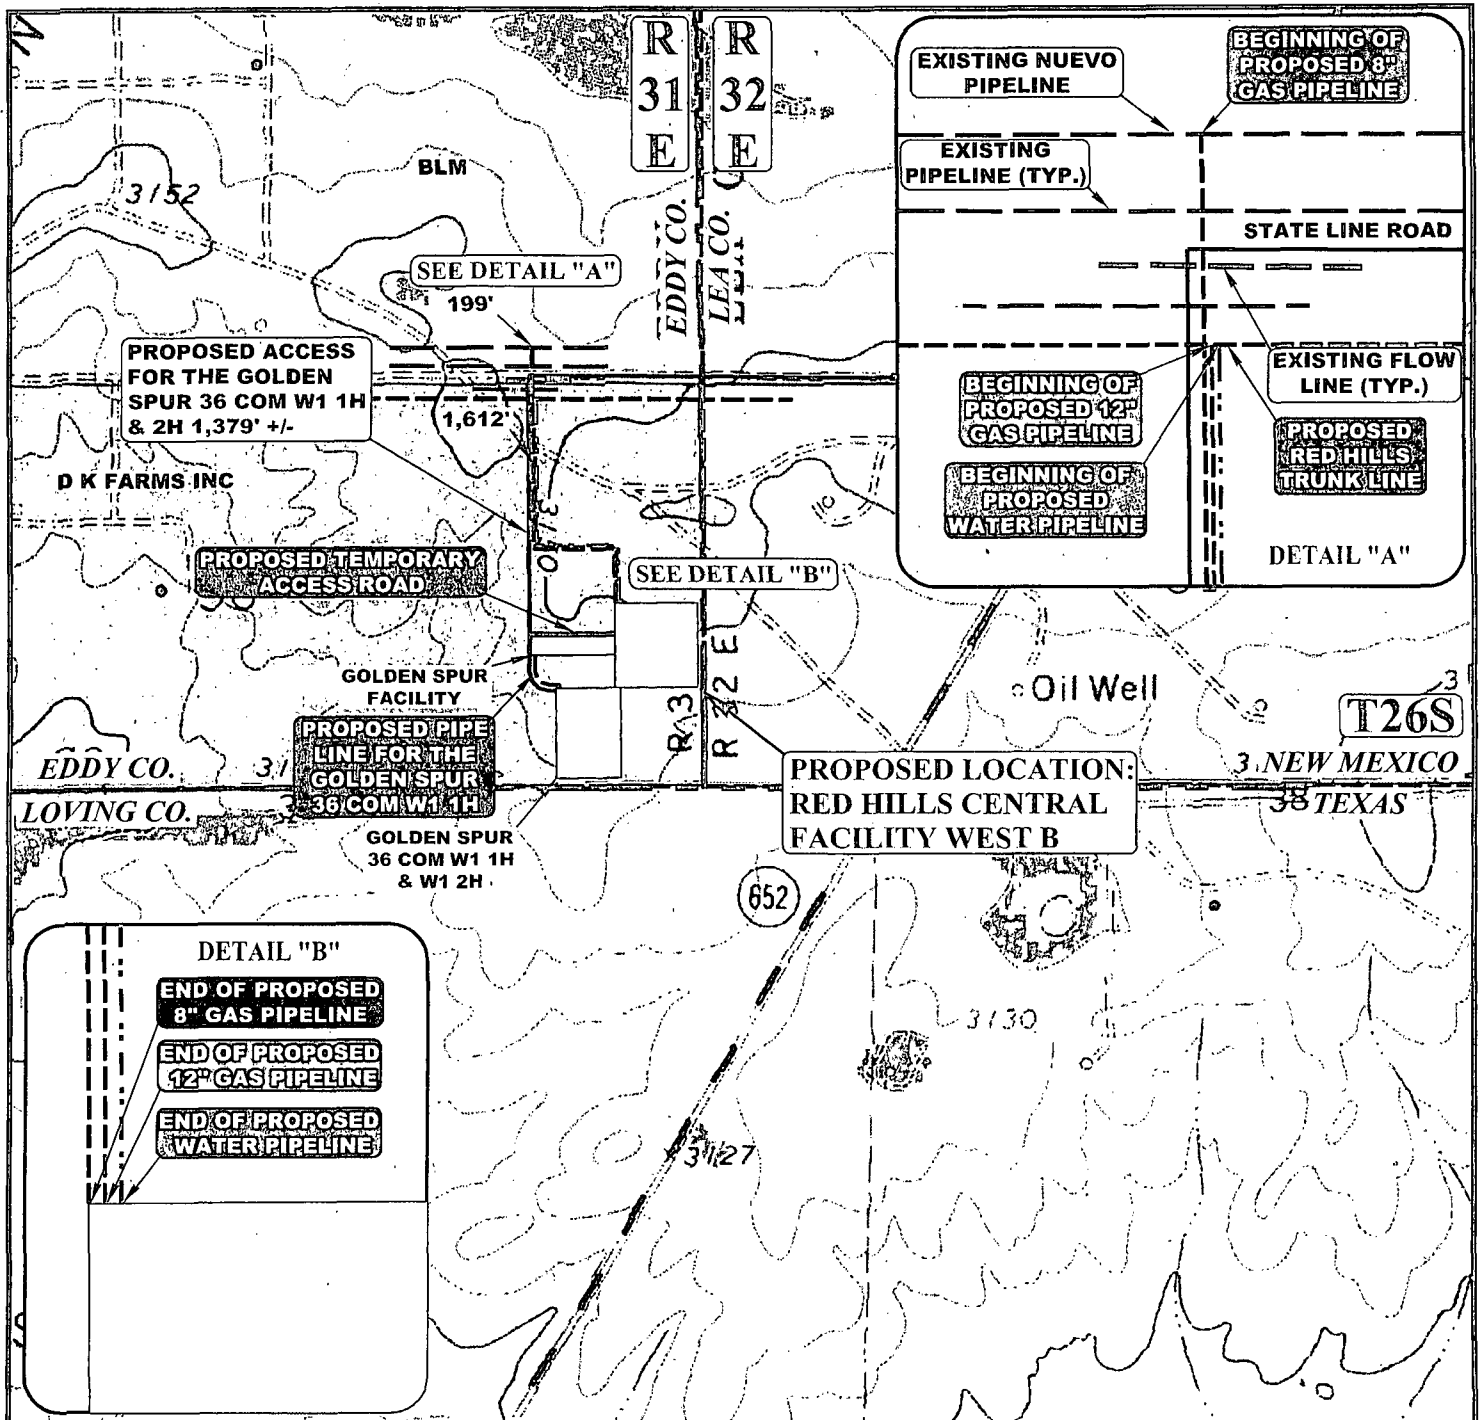 R
31
E
R
32
E
EXISTING NUEVO
PIPELINE
BEGINNING OF
PROPOSED 8"
GAS PIPELINE
EXISTING
PIPELINE (TYP.)
STATE LINE ROAD
EXISTING FLOW
LINE (TYP.)
BEGINNING OF
PROPOSED 12"
GAS PIPELINE
PROPOSED
RED HILLS
TRUNK LINE
BEGINNING OF
PROPOSED
WATER PIPELINE
DETAIL "A"
BLM
3152
EDDY CO.
LEA CO.
SEE DETAIL "A"
199'
PROPOSED ACCESS
FOR THE GOLDEN
SPUR 36 COM W1 1H
& 2H 1,379' +/-
1,612'
D K FARMS INC
PROPOSED TEMPORARY
ACCESS ROAD
SEE DETAIL "B"
GOLDEN SPUR
FACILITY
PROPOSED PIPE
LINE FOR THE
GOLDEN SPUR
36 COM W1 1H
R 32 E
Oil Well
T26S
EDDY CO.
NEW MEXICO
LOVING CO.
TEXAS
PROPOSED LOCATION:
RED HILLS CENTRAL
FACILITY WEST B
GOLDEN SPUR
36 COM W1 1H
& W1 2H
652
DETAIL "B"
END OF PROPOSED
8" GAS PIPELINE
END OF PROPOSED
12" GAS PIPELINE
END OF PROPOSED
WATER PIPELINE
3130
3127